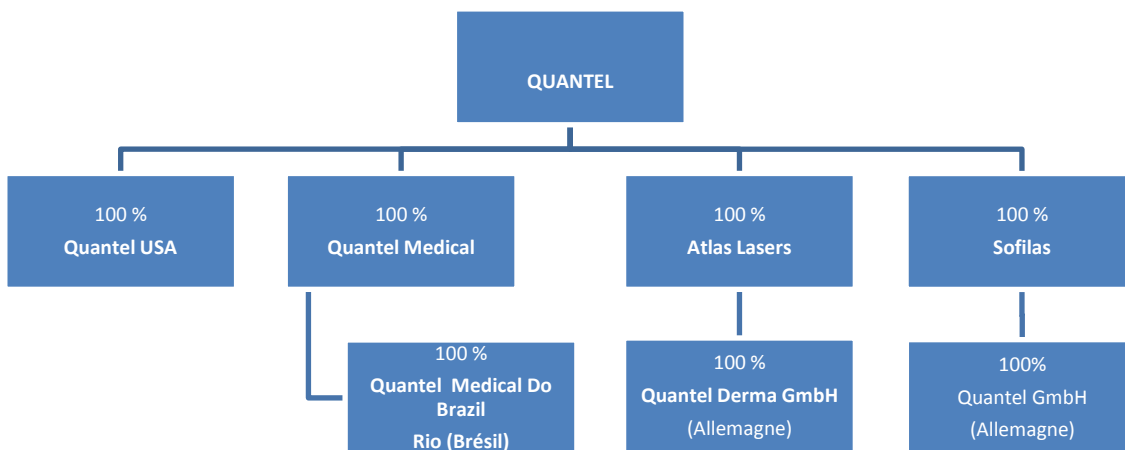 QUANTEL
100 %
Quantel USA
100 %
Quantel Medical
100 %
Atlas Lasers
100 %
Sofilas
100 %
Quantel Medical Do
Brazil
Rio (Brésil)
100 %
Quantel Derma GmbH
(Allemagne)
100%
Quantel GmbH
(Allemagne)